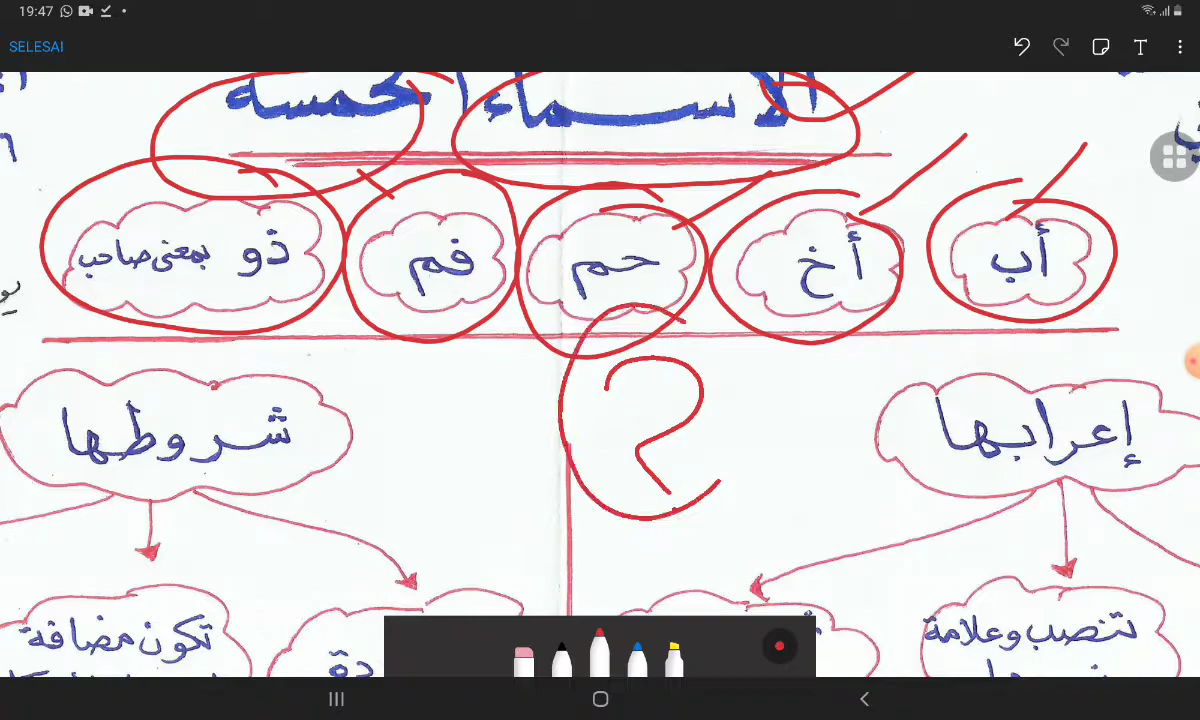 19:47
SELESAI
T
الأسماء الخمسة
أب أخ حم فم ذو بمعنى صاحب
إعرابها شروطها
تنصب وعلامة
تكون مضافة